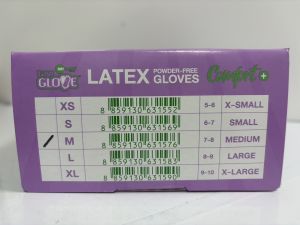 GLOVE
LATEX POWDER-FREE GLOVES Comfort +
XS 8 859130 631552 5-6 X-SMALL
S 8 859130 631569 6-7 SMALL
M 8 859130 631576 7-8 MEDIUM
L 8 859130 631583 8-9 LARGE
XL 8 859130 631590 9-10 X-LARGE